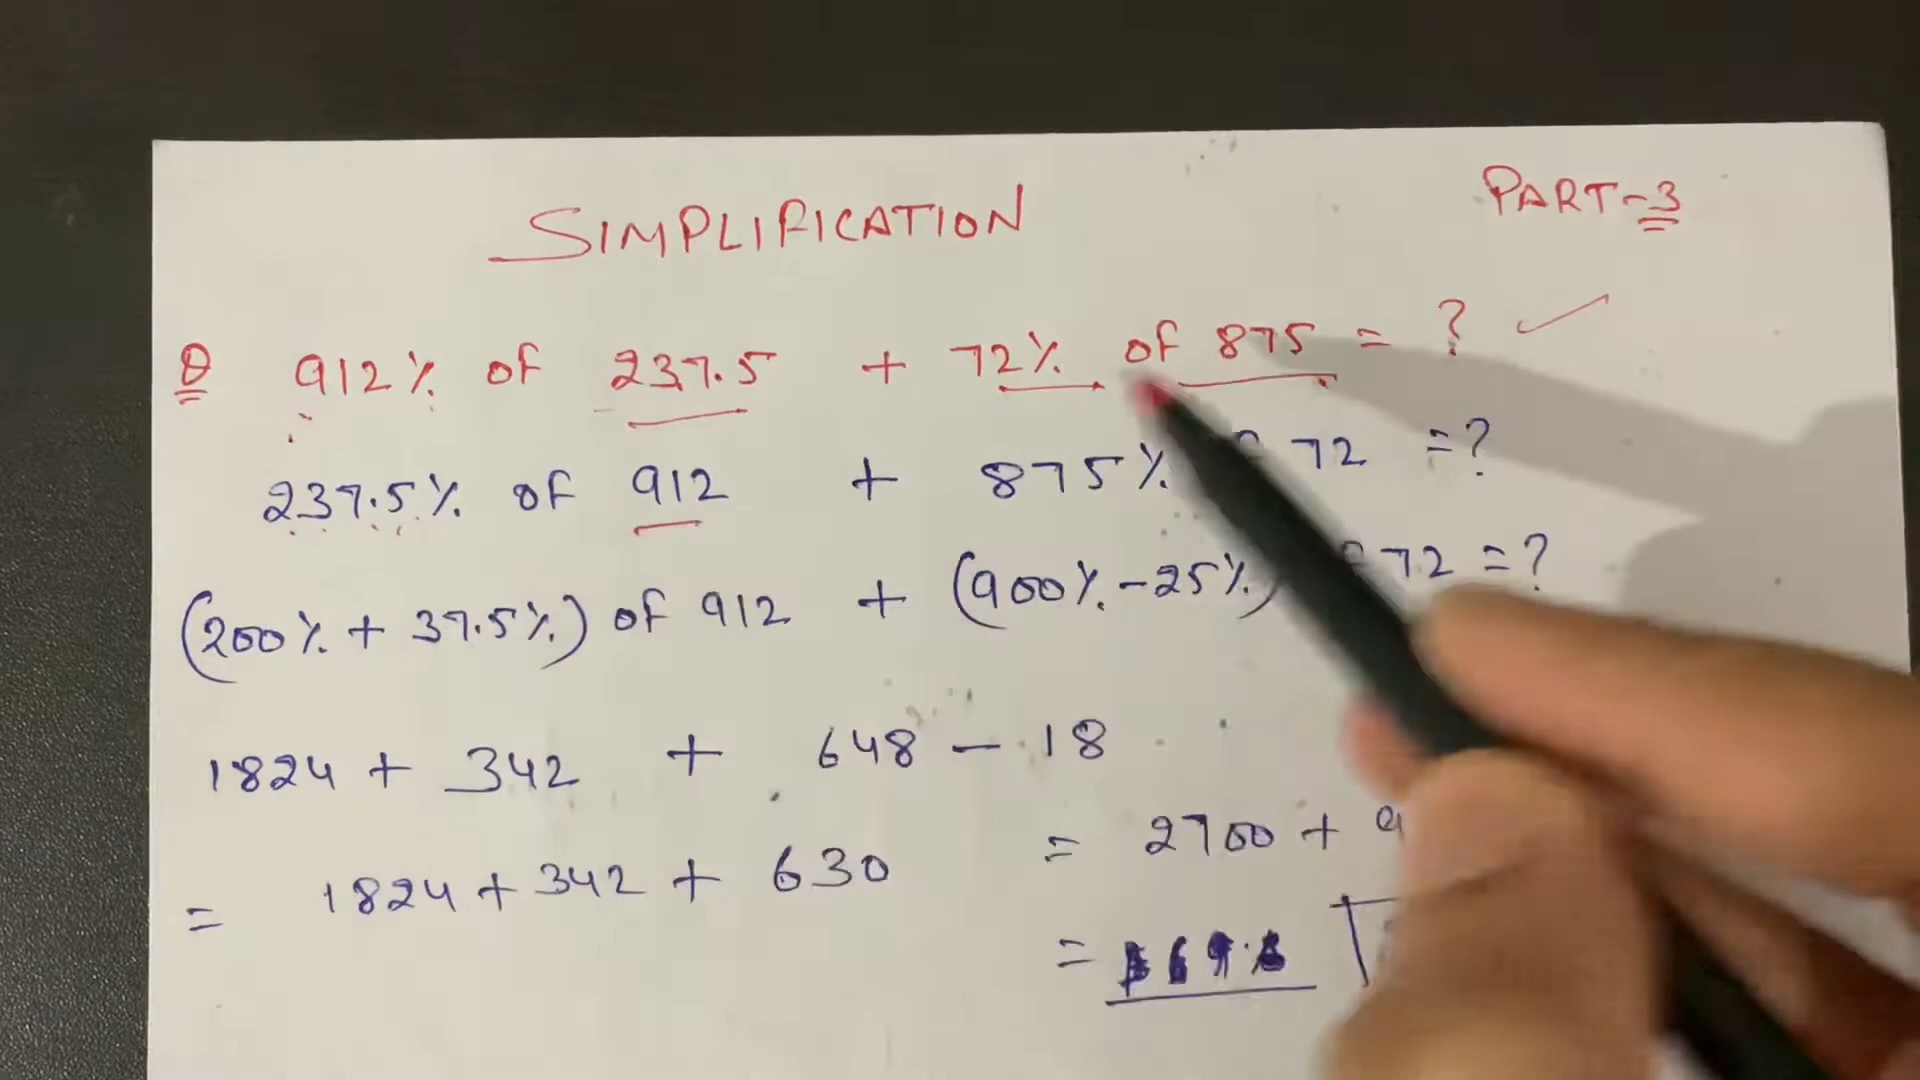 SIMPLIFICATION
PART-3
Q 912% of 237.5 + 72% of 875 = ?
237.5% of 912 + 875% 72 = ?
(200% + 37.5%) of 912 + (900% - 25%) 72 = ?
1824 + 342 + 648 - 18
= 1824 + 342 + 630
= 2700 + 9
=